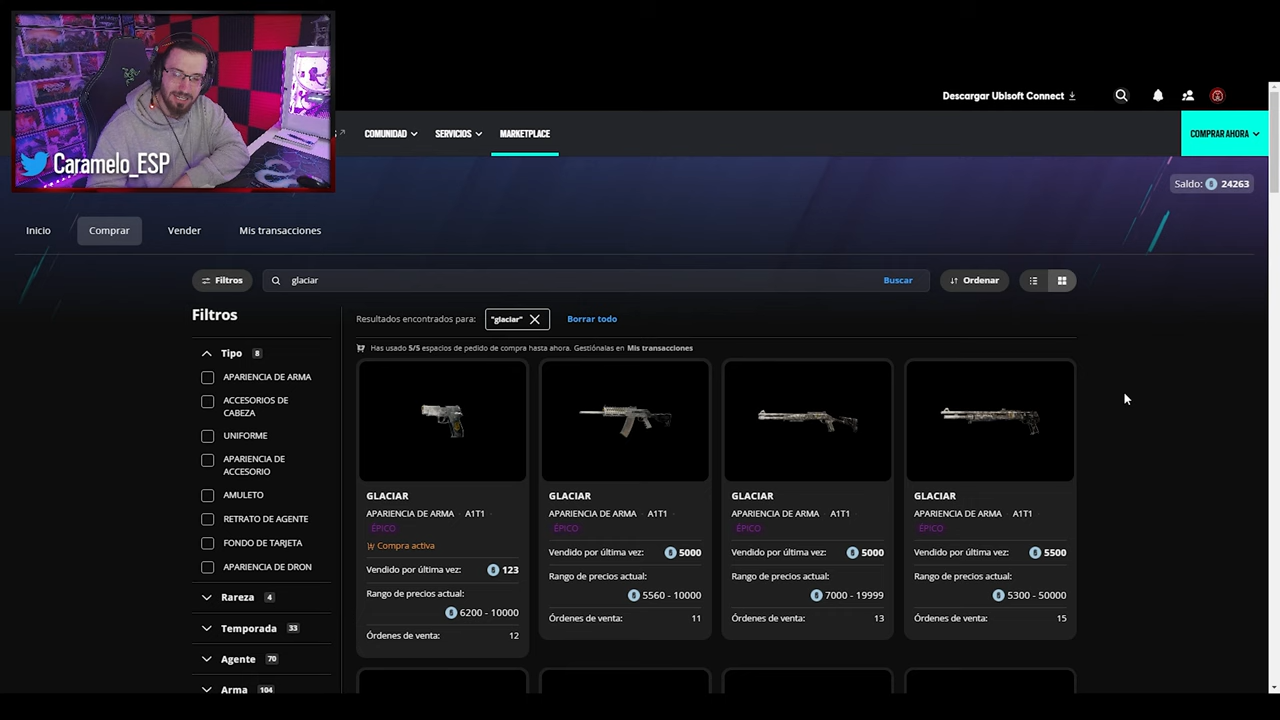 Caramelo_ESP
Descargar Ubisoft Connect
COMUNIDAD
SERVICIOS
MARKETPLACE
COMPRAR AHORA
Saldo: 24263
Inicio
Comprar
Vender
Mis transacciones
Filtros
glaciar
Buscar
Ordenar
Filtros
Resultados encontrados para:
"glaciar"
Borrar todo
Has usado 5/5 espacios de pedido de compra hasta ahora. Gestiónalas en Mis transacciones
Tipo 8
APARIENCIA DE ARMA
ACCESORIOS DE
CABEZA
UNIFORME
APARIENCIA DE
ACCESORIO
AMULETO
RETRATO DE AGENTE
FONDO DE TARJETA
APARIENCIA DE DRON
Rareza 4
Temporada 33
Agente 70
Arma 104
GLACIAR
APARIENCIA DE ARMA · A1T1 ·
ÉPICO
Compra activa
Vendido por última vez: 123
Rango de precios actual:
6200 - 10000
Órdenes de venta: 12
GLACIAR
APARIENCIA DE ARMA · A1T1 ·
ÉPICO
Vendido por última vez: 5000
Rango de precios actual:
5560 - 10000
Órdenes de venta: 11
GLACIAR
APARIENCIA DE ARMA · A1T1 ·
ÉPICO
Vendido por última vez: 5000
Rango de precios actual:
7000 - 19999
Órdenes de venta: 13
GLACIAR
APARIENCIA DE ARMA · A1T1 ·
ÉPICO
Vendido por última vez: 5500
Rango de precios actual:
5300 - 50000
Órdenes de venta: 15